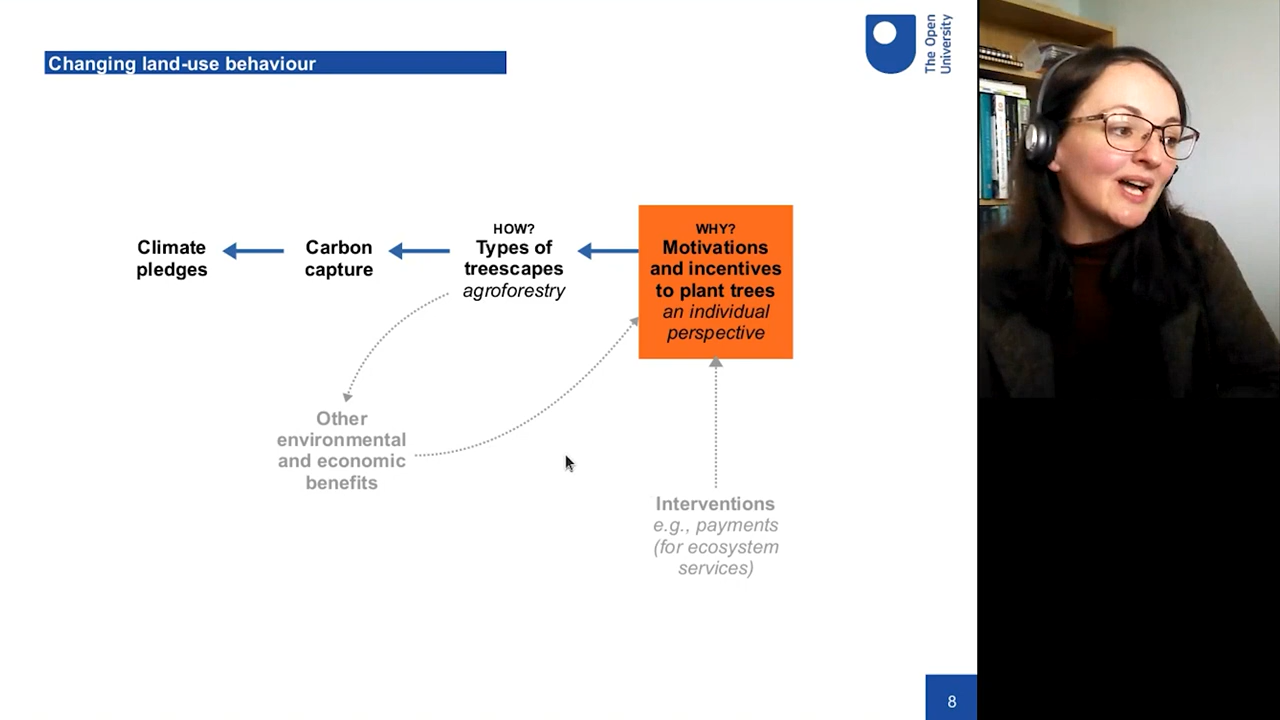 Changing land-use behaviour
The Open
University
Climate
pledges
Carbon
capture
HOW?
Types of
treescapes
agroforestry
WHY?
Motivations
and incentives
to plant trees
an individual
perspective
Other
environmental
and economic
benefits
Interventions
e.g., payments
(for ecosystem
services)
8